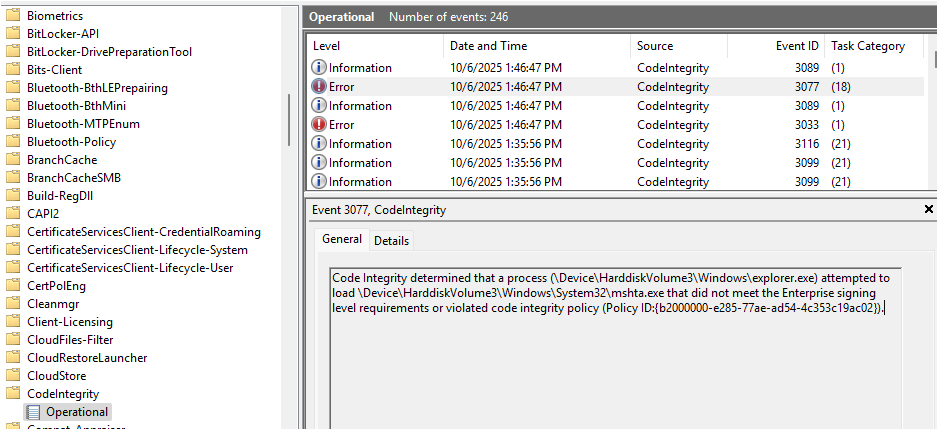 Biometrics
BitLocker-API
BitLocker-DrivePreparationTool
Bits-Client
Bluetooth-BthLEPrepairing
Bluetooth-BthMini
Bluetooth-MTPEnum
Bluetooth-Policy
BranchCache
BranchCacheSMB
Build-RegDll
CAPI2
CertificateServicesClient-CredentialRoaming
CertificateServicesClient-Lifecycle-System
CertificateServicesClient-Lifecycle-User
CertPolEng
Cleanmgr
Client-Licensing
CloudFiles-Filter
CloudRestoreLauncher
CloudStore
CodeIntegrity
Operational
Compat-Appraiser
Operational Number of events: 246
Level Date and Time Source Event ID Task Category
Information 10/6/2025 1:46:47 PM CodeIntegrity 3089 (1)
Error 10/6/2025 1:46:47 PM CodeIntegrity 3077 (18)
Information 10/6/2025 1:46:47 PM CodeIntegrity 3089 (1)
Error 10/6/2025 1:46:47 PM CodeIntegrity 3033 (1)
Information 10/6/2025 1:35:56 PM CodeIntegrity 3116 (21)
Information 10/6/2025 1:35:56 PM CodeIntegrity 3099 (21)
Information 10/6/2025 1:35:56 PM CodeIntegrity 3099 (21)
Event 3077, CodeIntegrity
General Details
Code Integrity determined that a process (\Device\HarddiskVolume3\Windows\explorer.exe) attempted to
load \Device\HarddiskVolume3\Windows\System32\mshta.exe that did not meet the Enterprise signing
level requirements or violated code integrity policy (Policy ID:{b2000000-e285-77ae-ad54-4c353c19ac02}).